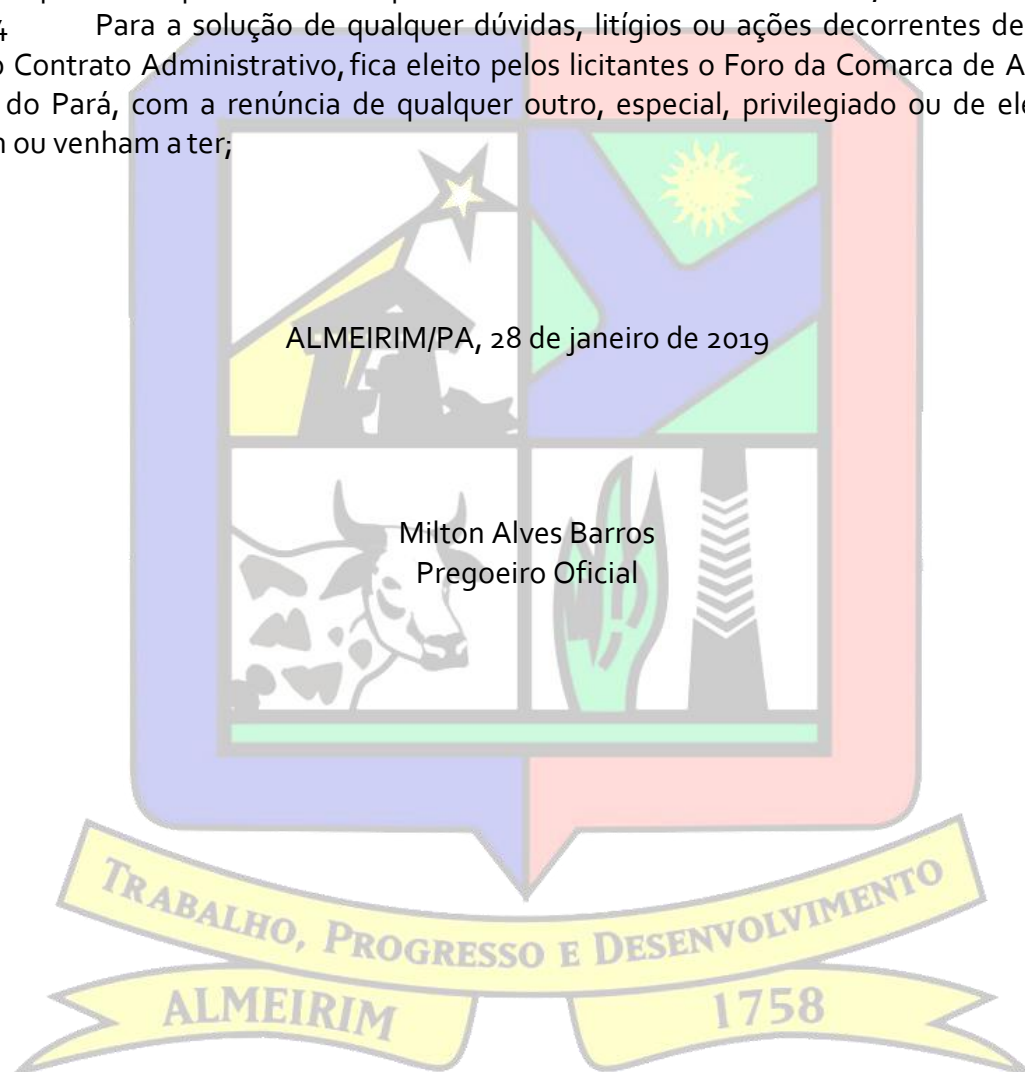 4 Para a solução de qualquer dúvidas, litígios ou ações decorrentes de
o Contrato Administrativo, fica eleito pelos licitantes o Foro da Comarca de A
do Pará, com a renúncia de qualquer outro, especial, privilegiado ou de ele
n ou venham a ter;
ALMEIRIM/PA, 28 de janeiro de 2019
Milton Alves Barros
Pregoeiro Oficial
TRABALHO, PROGRESSO E DESENVOLVIMENTO
ALMEIRIM 1758